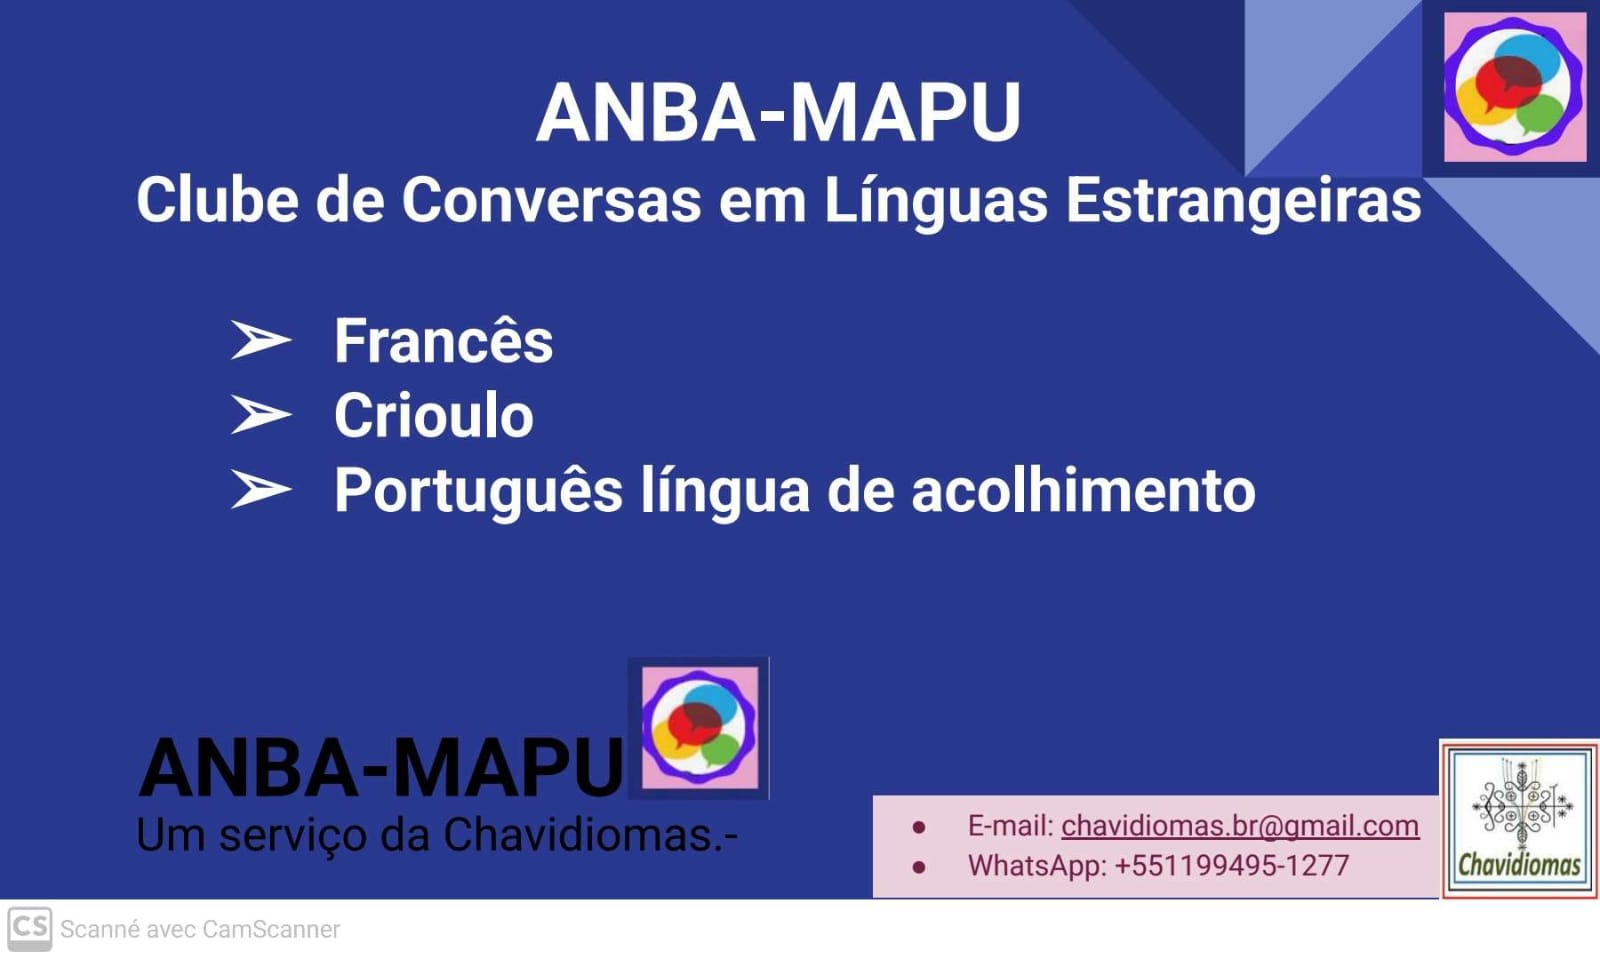 ANBA-MAPU
Clube de Conversas em Línguas Estrangeiras
➢ Francês
➢ Crioulo
➢ Português língua de acolhimento
ANBA-MAPU
Um serviço da Chavidiomas.-
● E-mail: chavidiomas.br@gmail.com
● WhatsApp: +551199495-1277
Chavidiomas
CS Scanné avec CamScanner